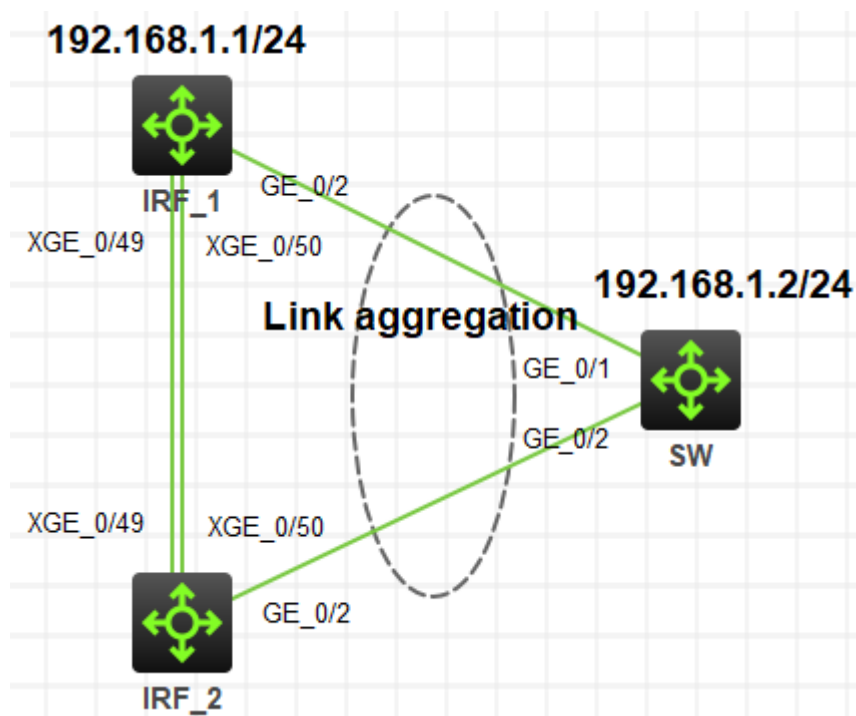 192.168.1.1/24
IRF_1
GE_0/2
XGE_0/49
XGE_0/50
192.168.1.2/24
Link aggregation
GE_0/1
GE_0/2
SW
XGE_0/49
XGE_0/50
GE_0/2
IRF_2